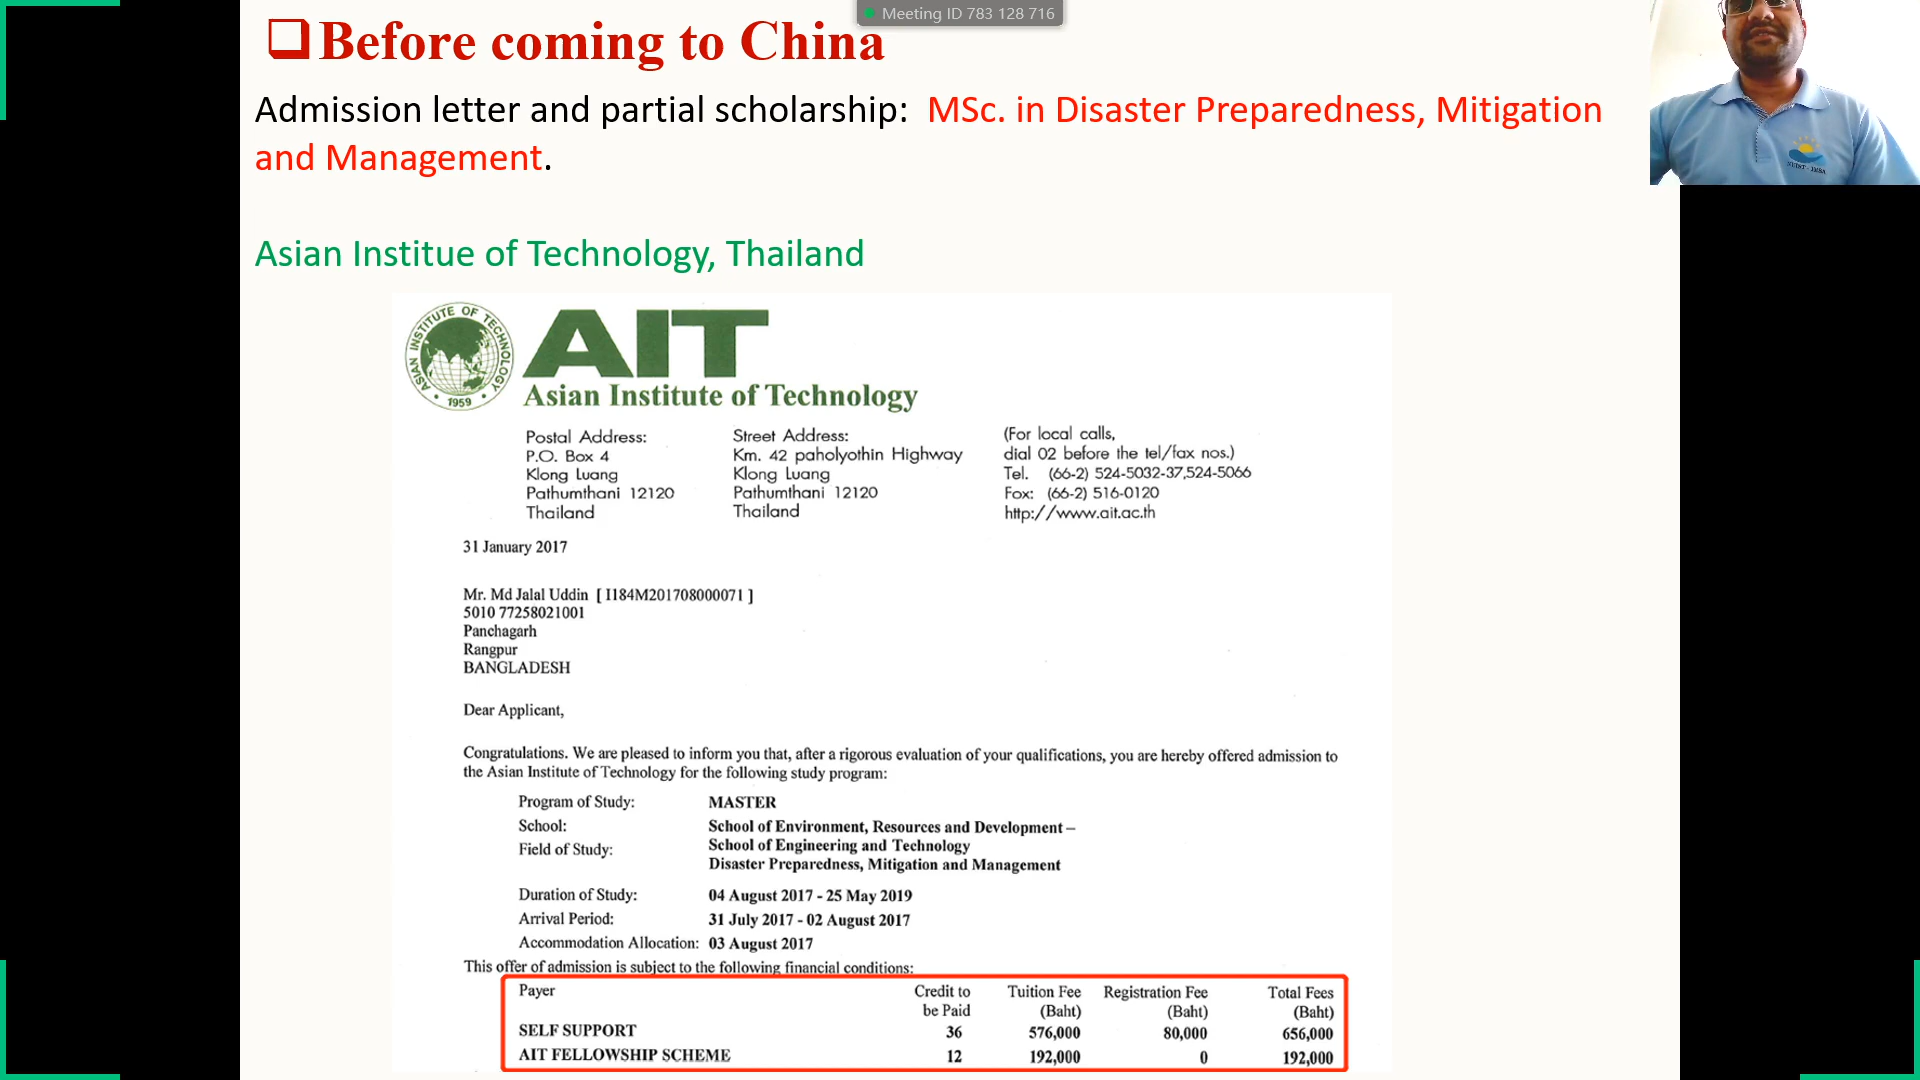 Meeting ID 783 128 716
Before coming to China
Admission letter and partial scholarship: MSc. in Disaster Preparedness, Mitigation
and Management.
Asian Institue of Technology, Thailand
ASIAN INSTITUTE OF TECHNOLOGY
1959
AIT
Asian Institute of Technology
Postal Address:
P.O. Box 4
Klong Luang
Pathumthani 12120
Thailand
Street Address:
Km. 42 paholyothin Highway
Klong Luang
Pathumthani 12120
Thailand
(For local calls,
dial 02 before the tel/fax nos.)
Tel. (66-2) 524-5032-37,524-5066
Fax: (66-2) 516-0120
http://www.ait.ac.th
31 January 2017
Mr. Md Jalal Uddin [ I184M201708000071 ]
5010 77258021001
Panchagarh
Rangpur
BANGLADESH
Dear Applicant,
Congratulations. We are pleased to inform you that, after a rigorous evaluation of your qualifications, you are hereby offered admission to
the Asian Institute of Technology for the following study program:
Program of Study: MASTER
School: School of Environment, Resources and Development –
School of Engineering and Technology
Field of Study: Disaster Preparedness, Mitigation and Management
Duration of Study: 04 August 2017 - 25 May 2019
Arrival Period: 31 July 2017 - 02 August 2017
Accommodation Allocation: 03 August 2017
This offer of admission is subject to the following financial conditions:
Payer Credit to Tuition Fee Registration Fee Total Fees
be Paid (Baht) (Baht) (Baht)
SELF SUPPORT 36 576,000 80,000 656,000
AIT FELLOWSHIP SCHEME 12 192,000 0 192,000